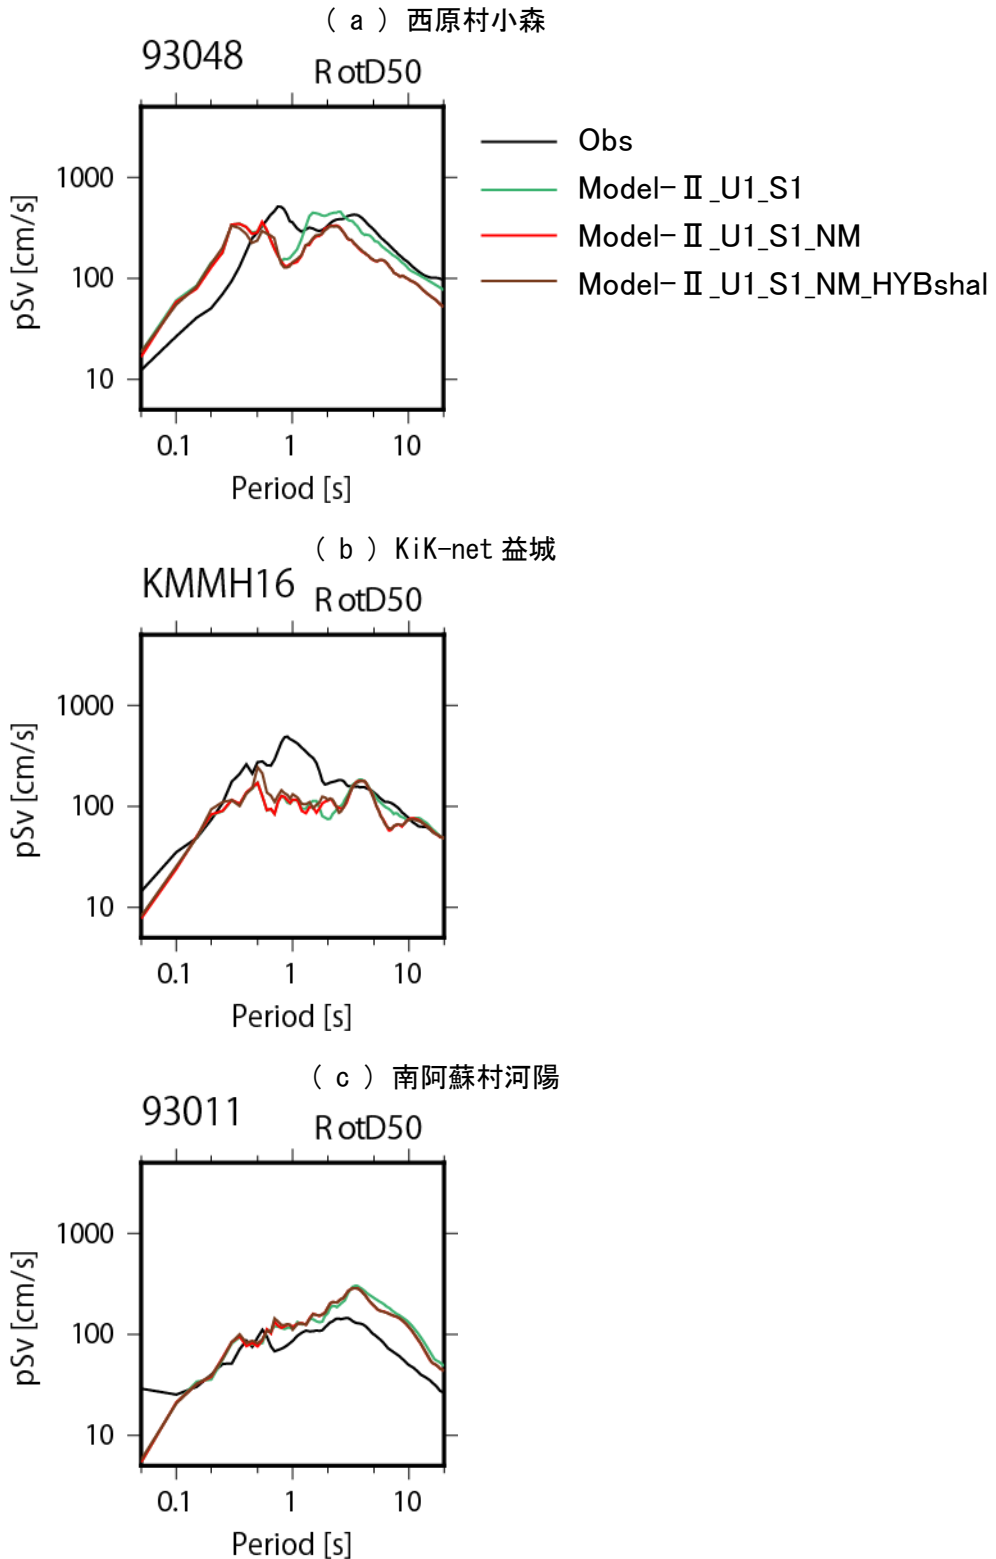 ( a ) 西原村小森
93048
RotD50
Obs
Model-Ⅱ_U1_S1
Model-Ⅱ_U1_S1_NM
Model-Ⅱ_U1_S1_NM_HYBshal
pSv [cm/s]
1000
100
10
0.1 1 10
Period [s]
( b ) KiK-net 益城
KMMH16
RotD50
pSv [cm/s]
1000
100
10
0.1 1 10
Period [s]
( c ) 南阿蘇村河陽
93011
RotD50
pSv [cm/s]
1000
100
10
0.1 1 10
Period [s]